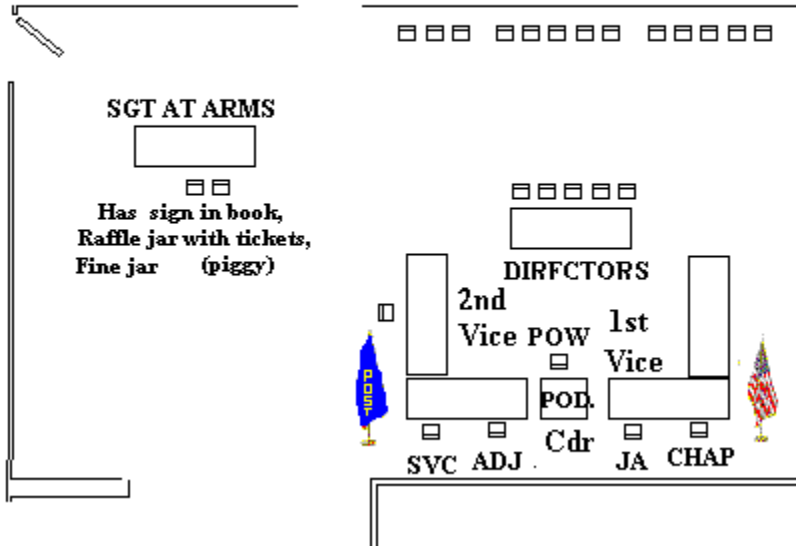 SGT AT ARMS
Has sign in book,
Raffle jar with tickets,
Fine jar (piggy)
DIRFCTORS
2nd
Vice
POW
1st
Vice
POST
POD.
Cdr
SVC
ADJ
JA
CHAP